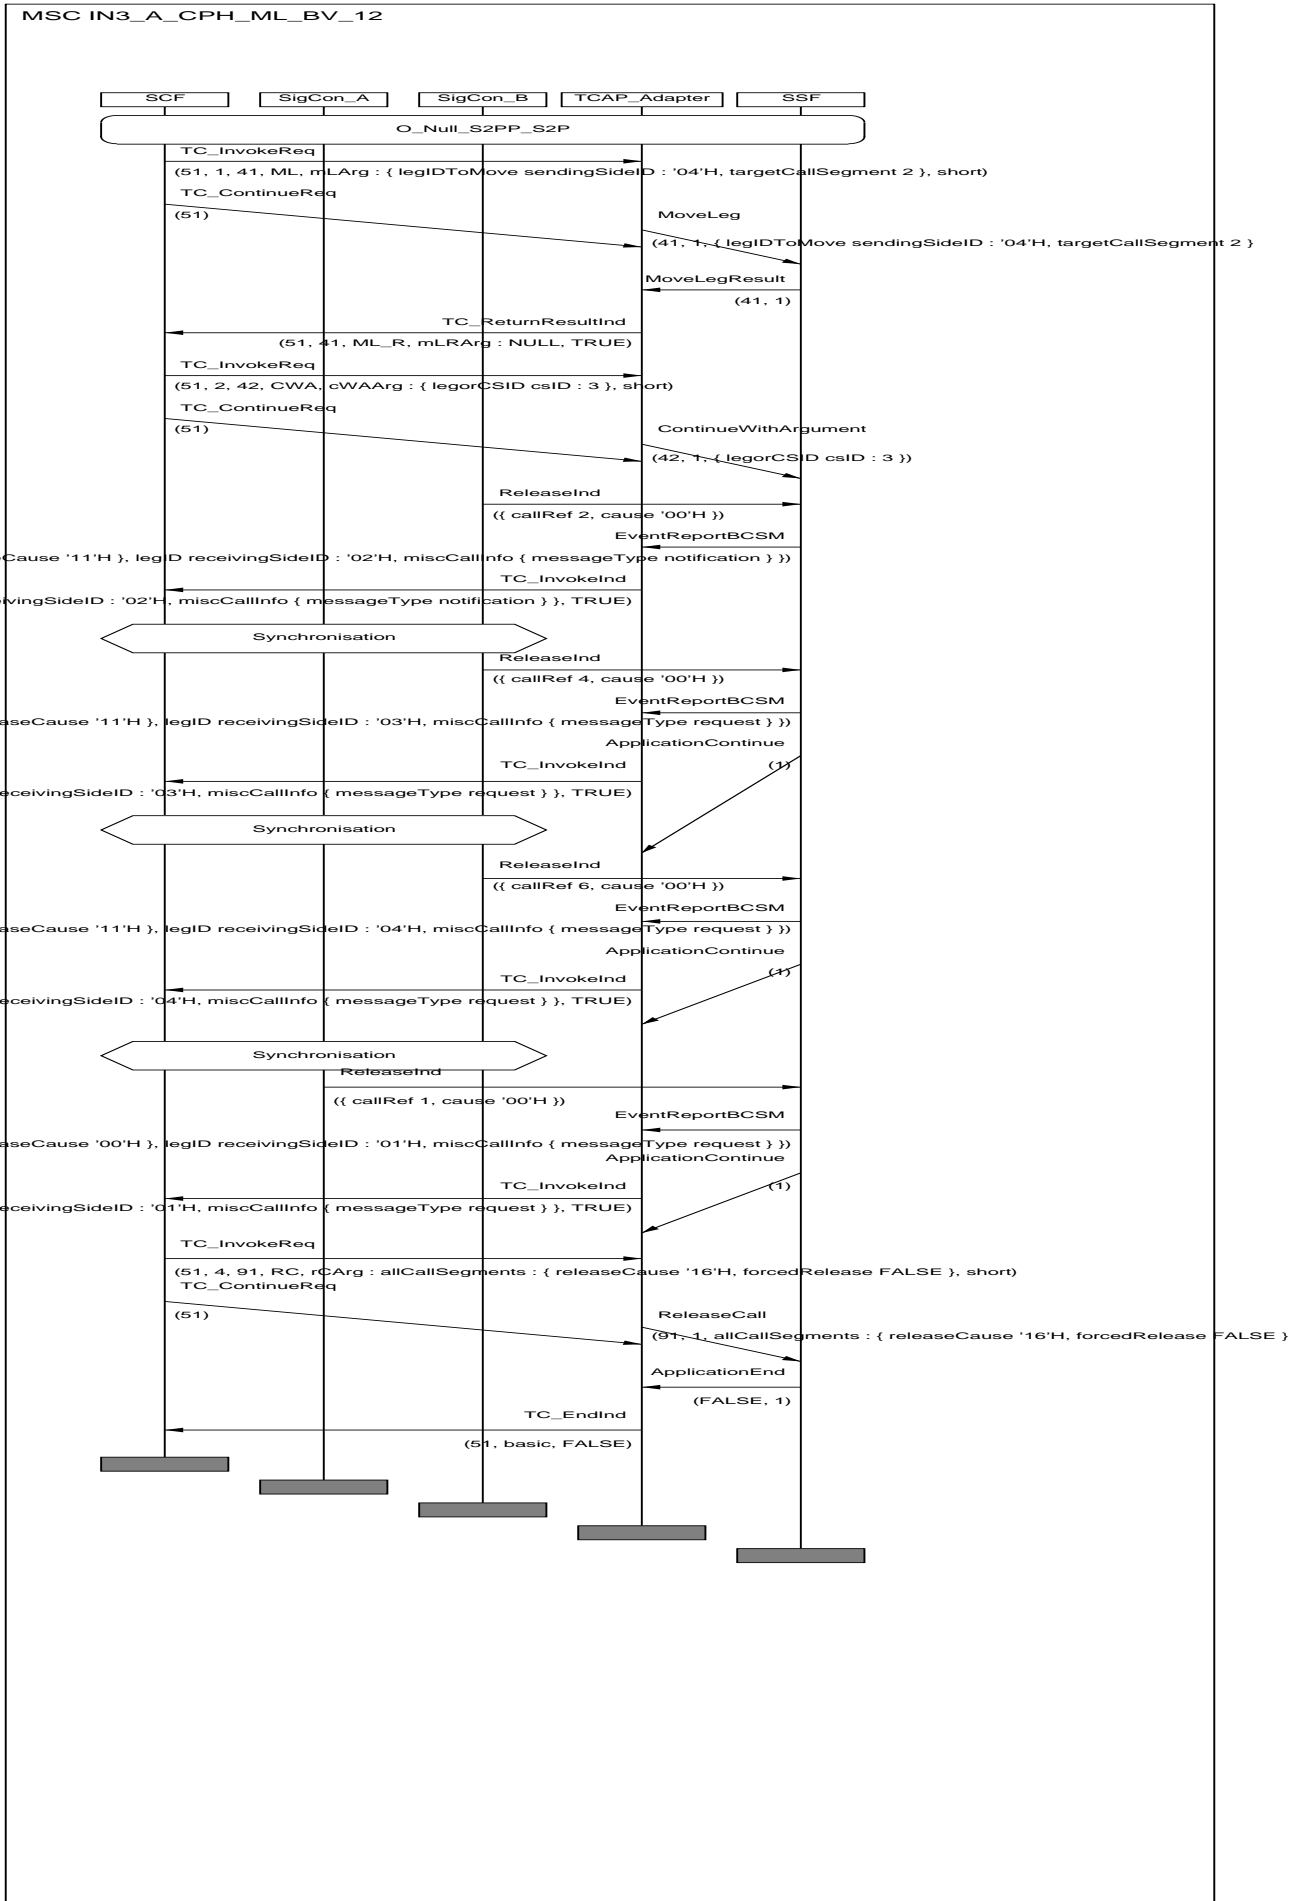 MSC IN3_A_CPH_ML_BV_12
SCF SigCon_A SigCon_B TCAP_Adapter SSF
O_Null_S2PP_S2P
TC_InvokeReq
(51, 1, 41, ML, mLArg : { legIDToMove sendingSideID : '04'H, targetCallSegment 2 }, short)
TC_ContinueReq
(51)
MoveLeg
(41, 1, { legIDToMove sendingSideID : '04'H, targetCallSegment 2 }
MoveLegResult
(41, 1)
TC_ReturnResultInd
(51, 41, ML_R, mLRArg : NULL, TRUE)
TC_InvokeReq
(51, 2, 42, CWA, cWAArg : { legorCSID csID : 3 }, short)
TC_ContinueReq
(51)
ContinueWithArgument
(42, 1, { legorCSID csID : 3 })
ReleaseInd
({ callRef 2, cause '00'H })
EventReportBCSM
Cause '11'H }, legID receivingSideID : '02'H, miscCallInfo { messageType notification } })
TC_InvokeInd
ivingSideID : '02'H, miscCallInfo { messageType notification } }, TRUE)
Synchronisation
ReleaseInd
({ callRef 4, cause '00'H })
EventReportBCSM
aseCause '11'H }, legID receivingSideID : '03'H, miscCallInfo { messageType request } })
ApplicationContinue
(1)
TC_InvokeInd
eceivingSideID : '03'H, miscCallInfo { messageType request } }, TRUE)
Synchronisation
ReleaseInd
({ callRef 6, cause '00'H })
EventReportBCSM
aseCause '11'H }, legID receivingSideID : '04'H, miscCallInfo { messageType request } })
ApplicationContinue
(1)
TC_InvokeInd
eceivingSideID : '04'H, miscCallInfo { messageType request } }, TRUE)
Synchronisation
ReleaseInd
({ callRef 1, cause '00'H })
EventReportBCSM
aseCause '00'H }, legID receivingSideID : '01'H, miscCallInfo { messageType request } })
ApplicationContinue
(1)
TC_InvokeInd
eceivingSideID : '01'H, miscCallInfo { messageType request } }, TRUE)
TC_InvokeReq
(51, 4, 91, RC, rCArg : allCallSegments : { releaseCause '16'H, forcedRelease FALSE }, short)
TC_ContinueReq
(51)
ReleaseCall
(91, 1, allCallSegments : { releaseCause '16'H, forcedRelease FALSE }
ApplicationEnd
(FALSE, 1)
TC_EndInd
(51, basic, FALSE)